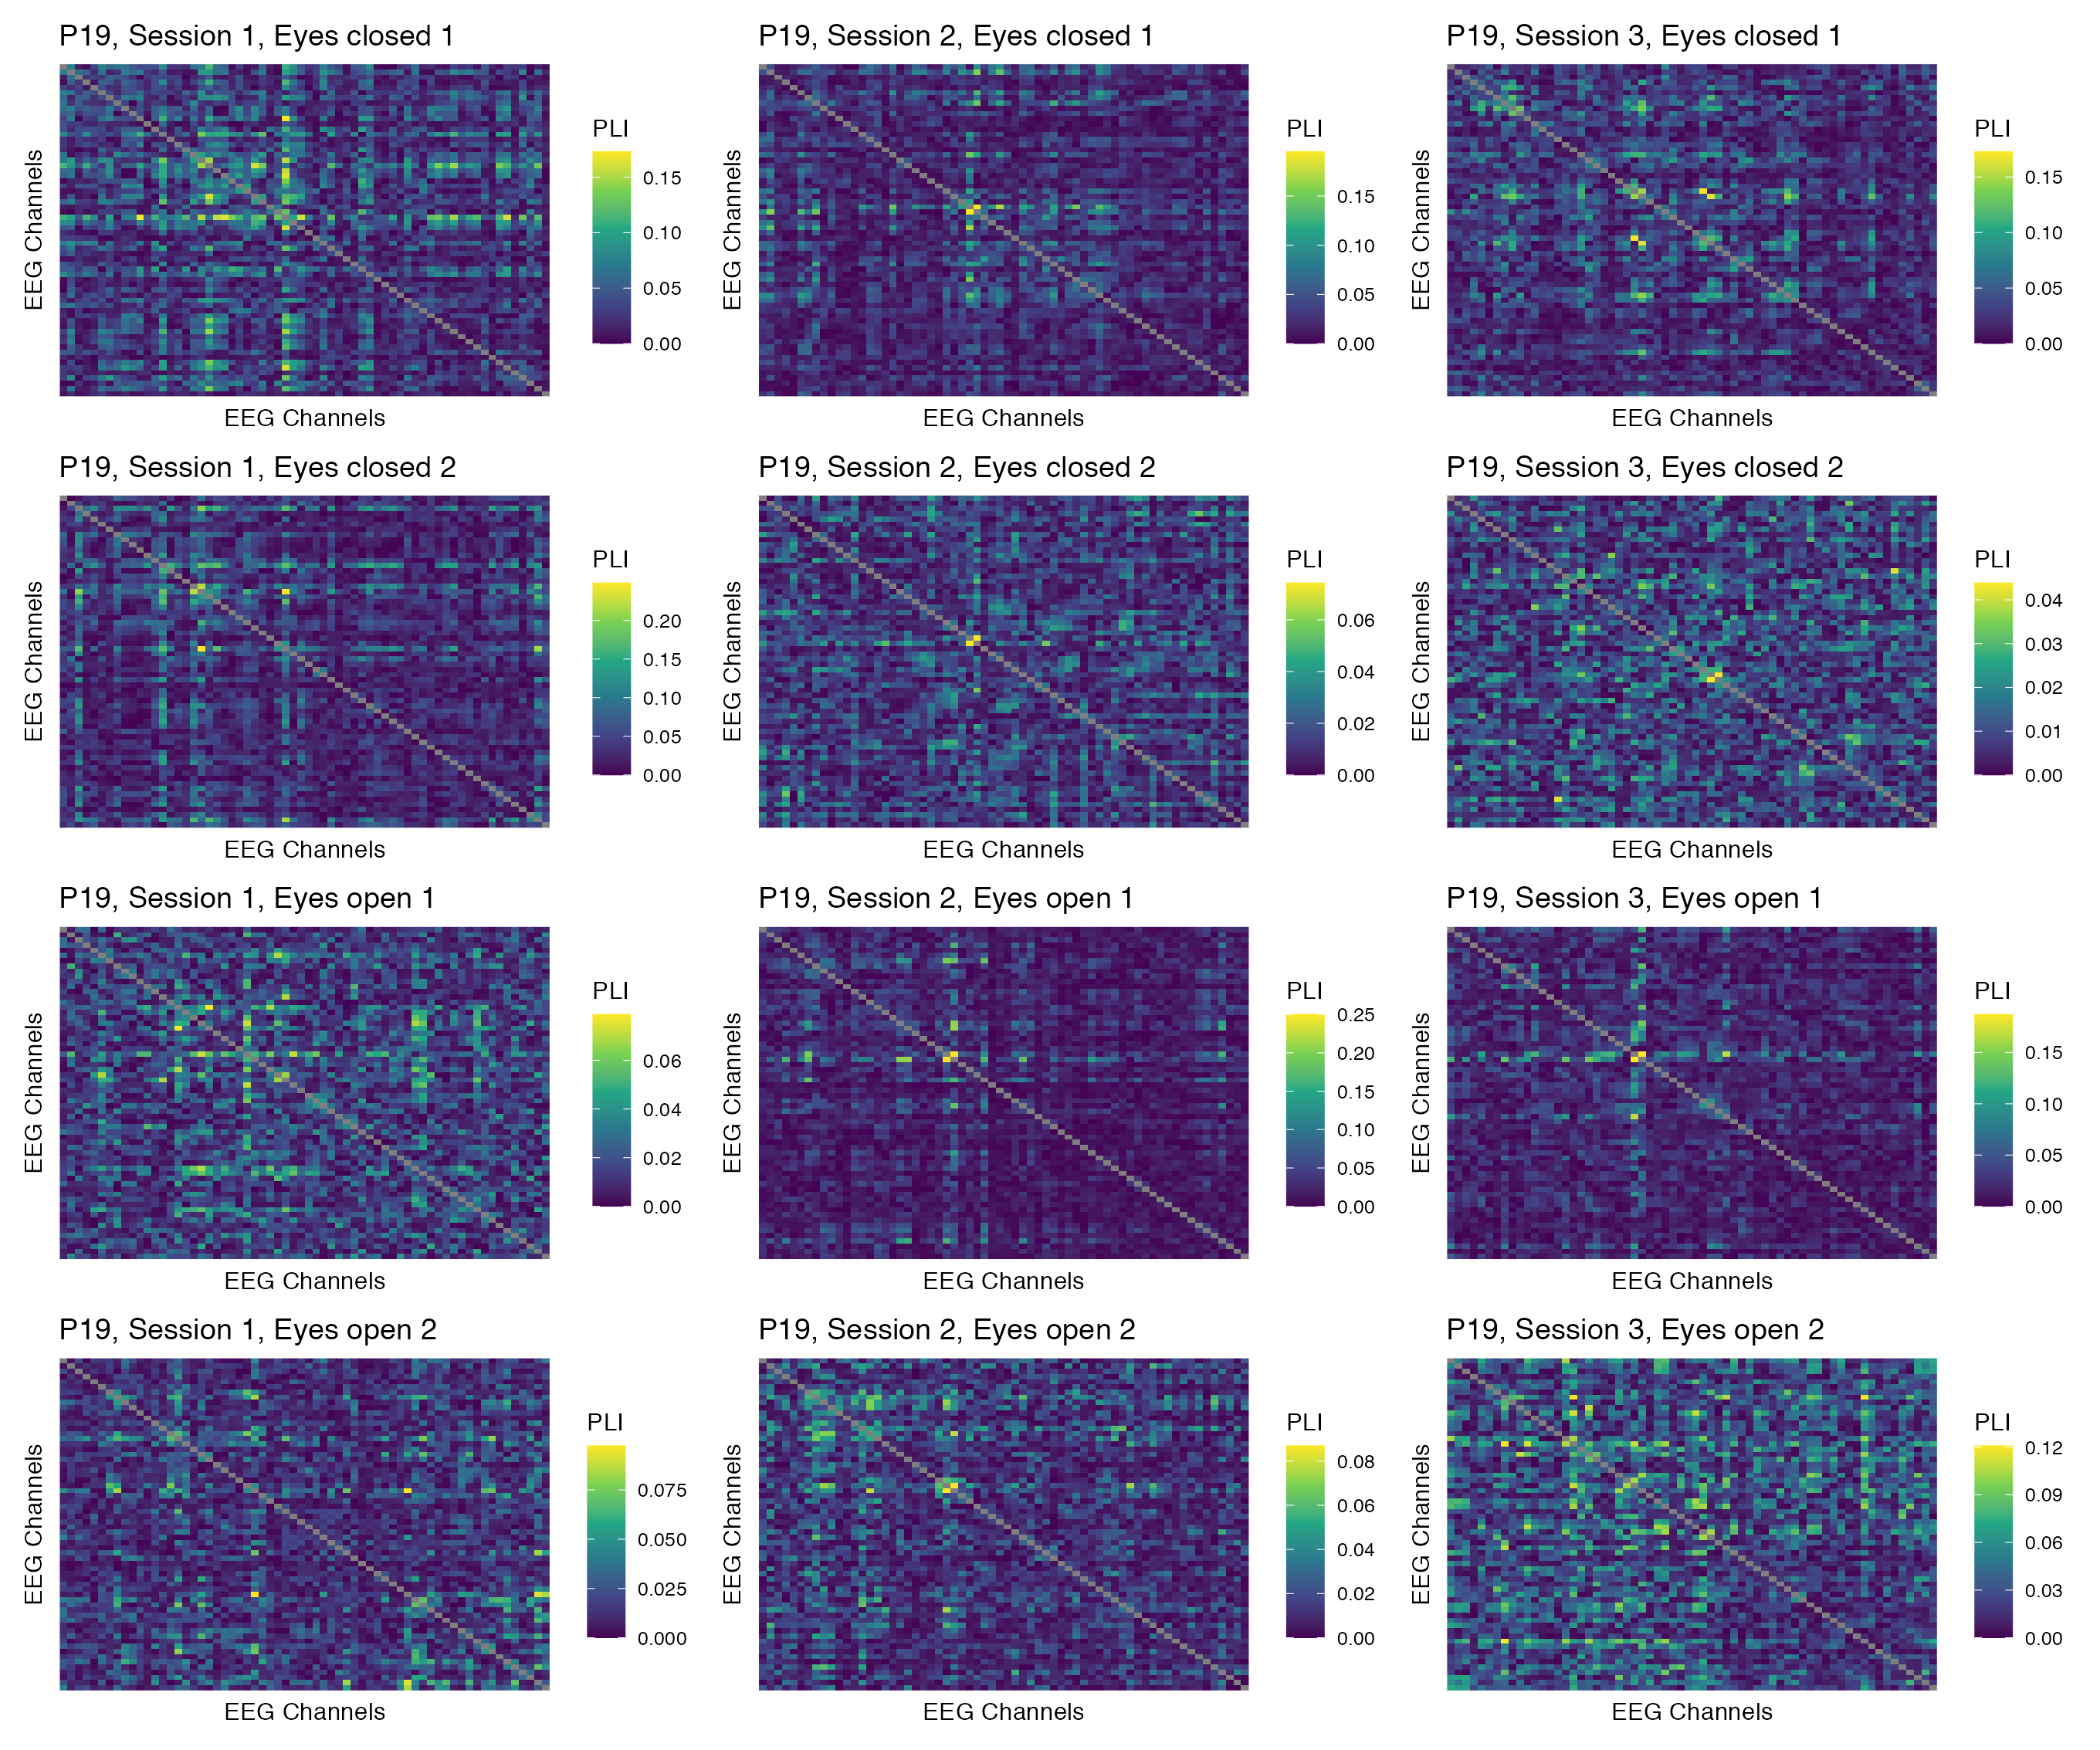 P19, Session 1, Eyes closed 1
EEG Channels
EEG Channels
PLI
0.15
0.10
0.05
0.00
P19, Session 2, Eyes closed 1
EEG Channels
EEG Channels
PLI
0.15
0.10
0.05
0.00
P19, Session 3, Eyes closed 1
EEG Channels
EEG Channels
PLI
0.15
0.10
0.05
0.00
P19, Session 1, Eyes closed 2
EEG Channels
EEG Channels
PLI
0.20
0.15
0.10
0.05
0.00
P19, Session 2, Eyes closed 2
EEG Channels
EEG Channels
PLI
0.06
0.04
0.02
0.00
P19, Session 3, Eyes closed 2
EEG Channels
EEG Channels
PLI
0.04
0.03
0.02
0.01
0.00
P19, Session 1, Eyes open 1
EEG Channels
EEG Channels
PLI
0.06
0.04
0.02
0.00
P19, Session 2, Eyes open 1
EEG Channels
EEG Channels
PLI
0.25
0.20
0.15
0.10
0.05
0.00
P19, Session 3, Eyes open 1
EEG Channels
EEG Channels
PLI
0.15
0.10
0.05
0.00
P19, Session 1, Eyes open 2
EEG Channels
EEG Channels
PLI
0.075
0.050
0.025
0.000
P19, Session 2, Eyes open 2
EEG Channels
EEG Channels
PLI
0.08
0.06
0.04
0.02
0.00
P19, Session 3, Eyes open 2
EEG Channels
EEG Channels
PLI
0.12
0.09
0.06
0.03
0.00